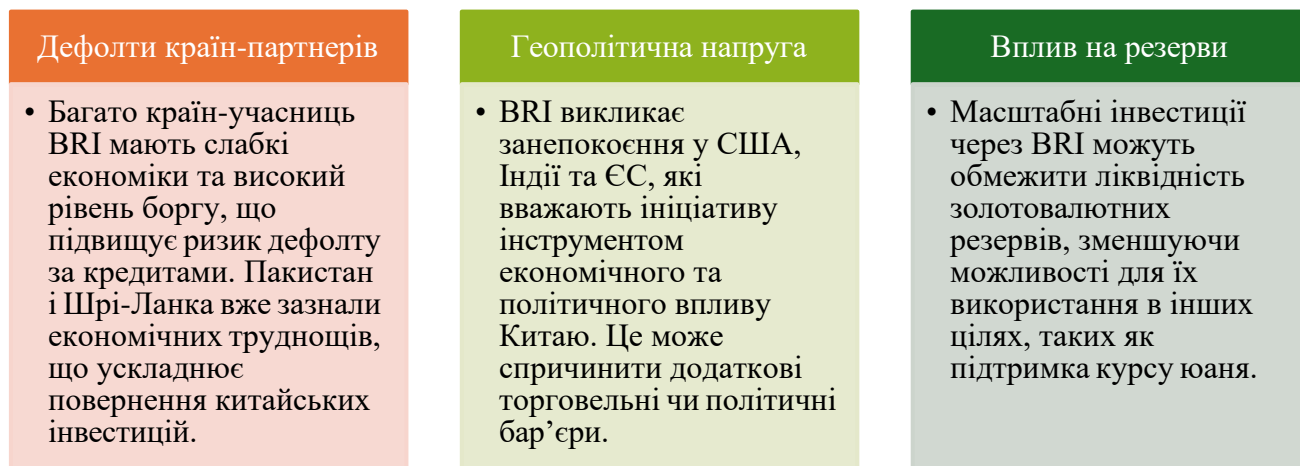 Дефолти країн-партнерів
• Багато країн-учасниць
BRI мають слабкі
економіки та високий
рівень боргу, що
підвищує ризик дефолту
за кредитами. Пакистан
і Шрі-Ланка вже зазнали
економічних труднощів,
що ускладнює
повернення китайських
інвестицій.
Геополітична напруга
• BRI викликає
занепокоєння у США,
Індії та ЄС, які
вважають ініціативу
інструментом
економічного та
політичного впливу
Китаю. Це може
спричинити додаткові
торговельні чи політичні
бар’єри.
Вплив на резерви
• Масштабні інвестиції
через BRI можуть
обмежити ліквідність
золотовалютних
резервів, зменшуючи
можливості для їх
використання в інших
цілях, таких як
підтримка курсу юаня.